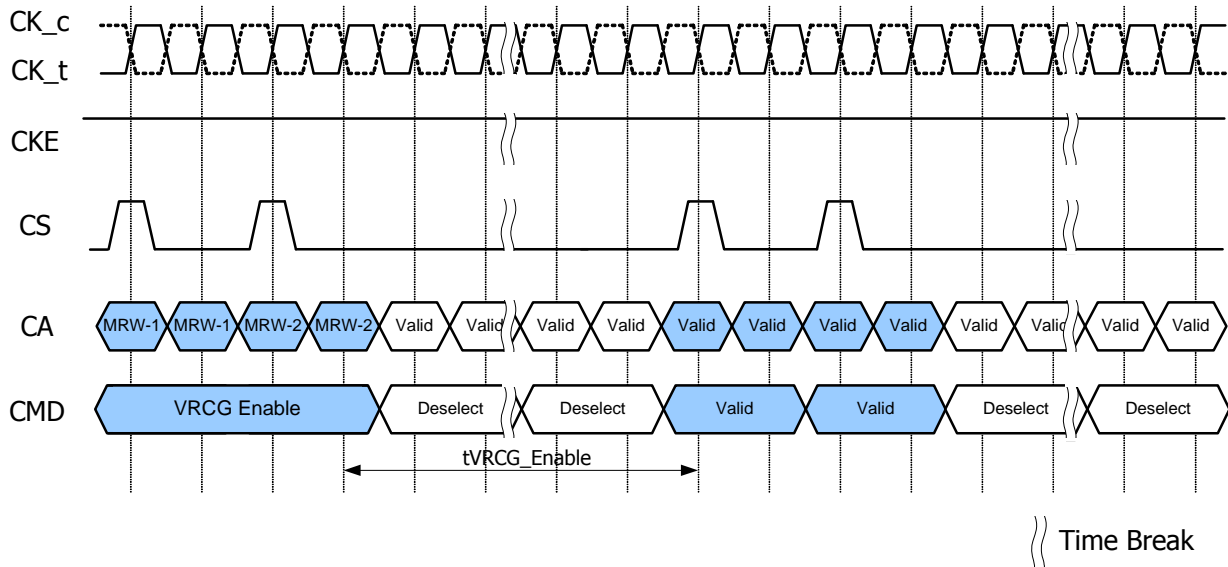 CK_c
CK_t
CKE
CS
CA MRW-1 MRW-1 MRW-2 MRW-2 Valid Valid Valid Valid Valid Valid Valid Valid Valid Valid Valid Valid
CMD VRCG Enable Deselect Deselect Valid Valid Deselect Deselect
tVRCG_Enable
Time Break